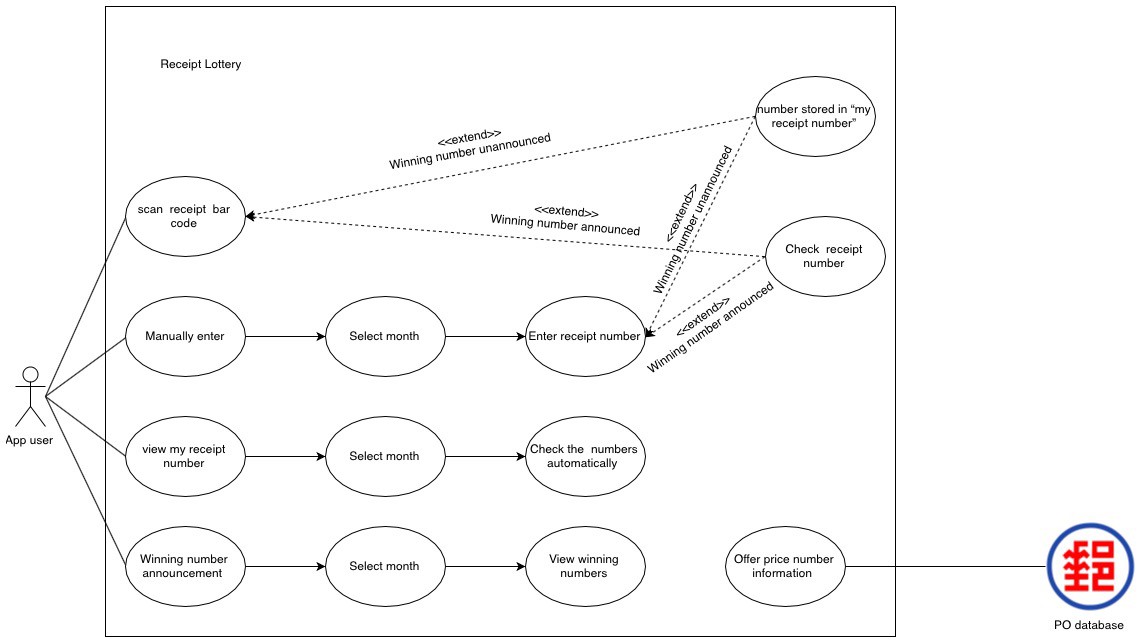 Receipt Lottery
number stored in “my
receipt number”
<<extend>>
Winning number unannounced
<<extend>>
Winning number unannounced
scan receipt bar
code
<<extend>>
Winning number announced
Check receipt
number
<<extend>>
Winning number announced
Manually enter
Select month
Enter receipt number
App user
view my receipt
number
Select month
Check the numbers
automatically
Winning number
announcement
Select month
View winning
numbers
Offer price number
information
郵
PO database